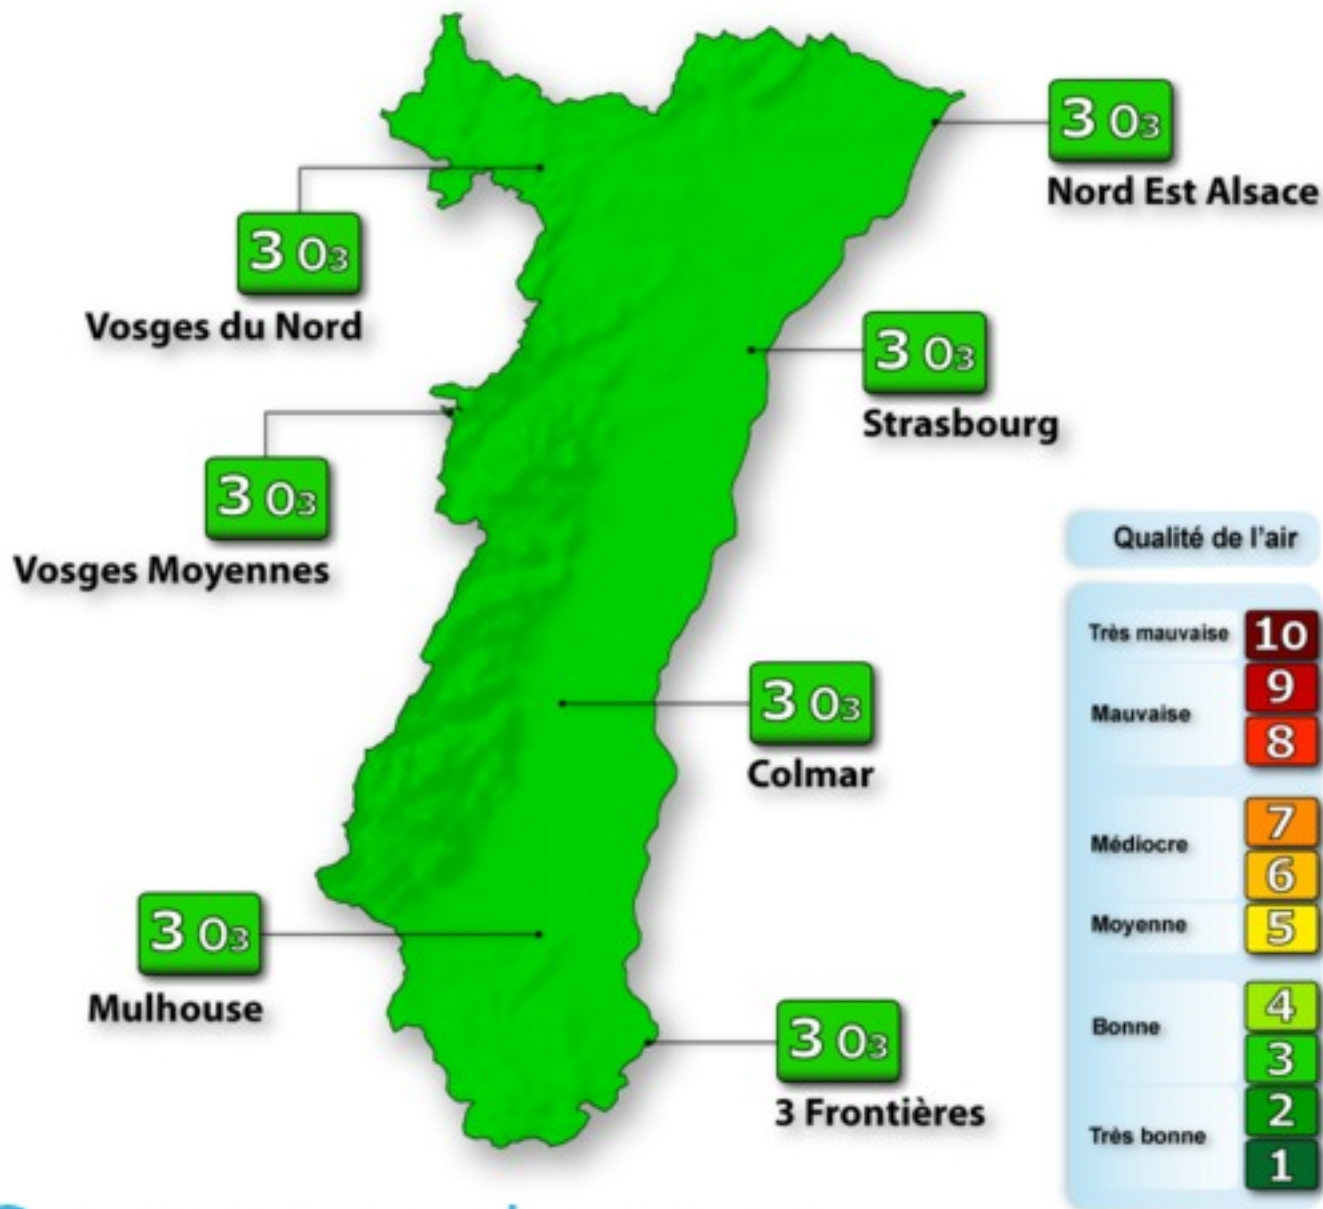 3 O3
Nord Est Alsace
3 O3
Vosges du Nord
3 O3
Strasbourg
3 O3
Vosges Moyennes
3 O3
Colmar
3 O3
Mulhouse
3 O3
3 Frontières
Qualité de l'air
Très mauvaise 10
9
Mauvaise
8
7
Médiocre
6
Moyenne 5
4
Bonne
3
2
Très bonne
1